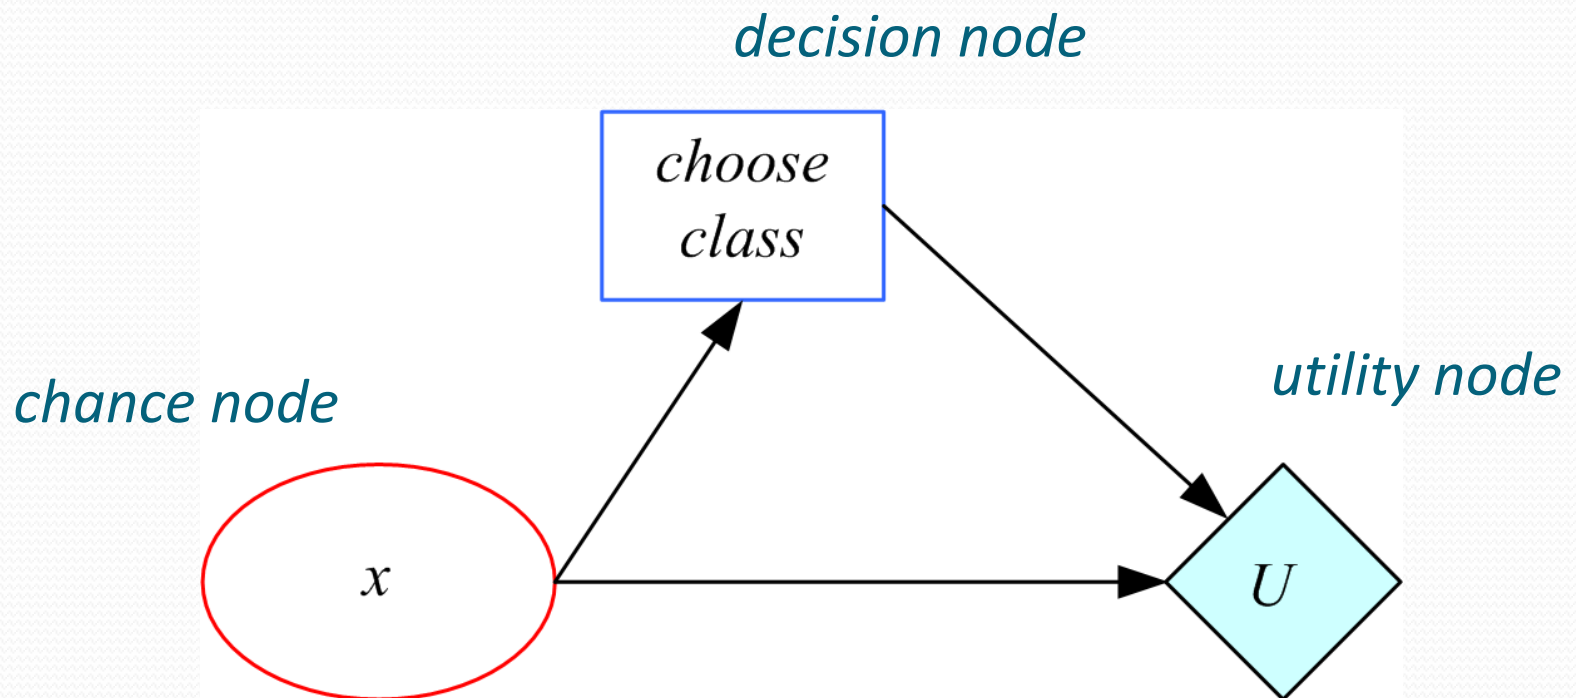 decision node
choose
class
chance node
utility node
x
U